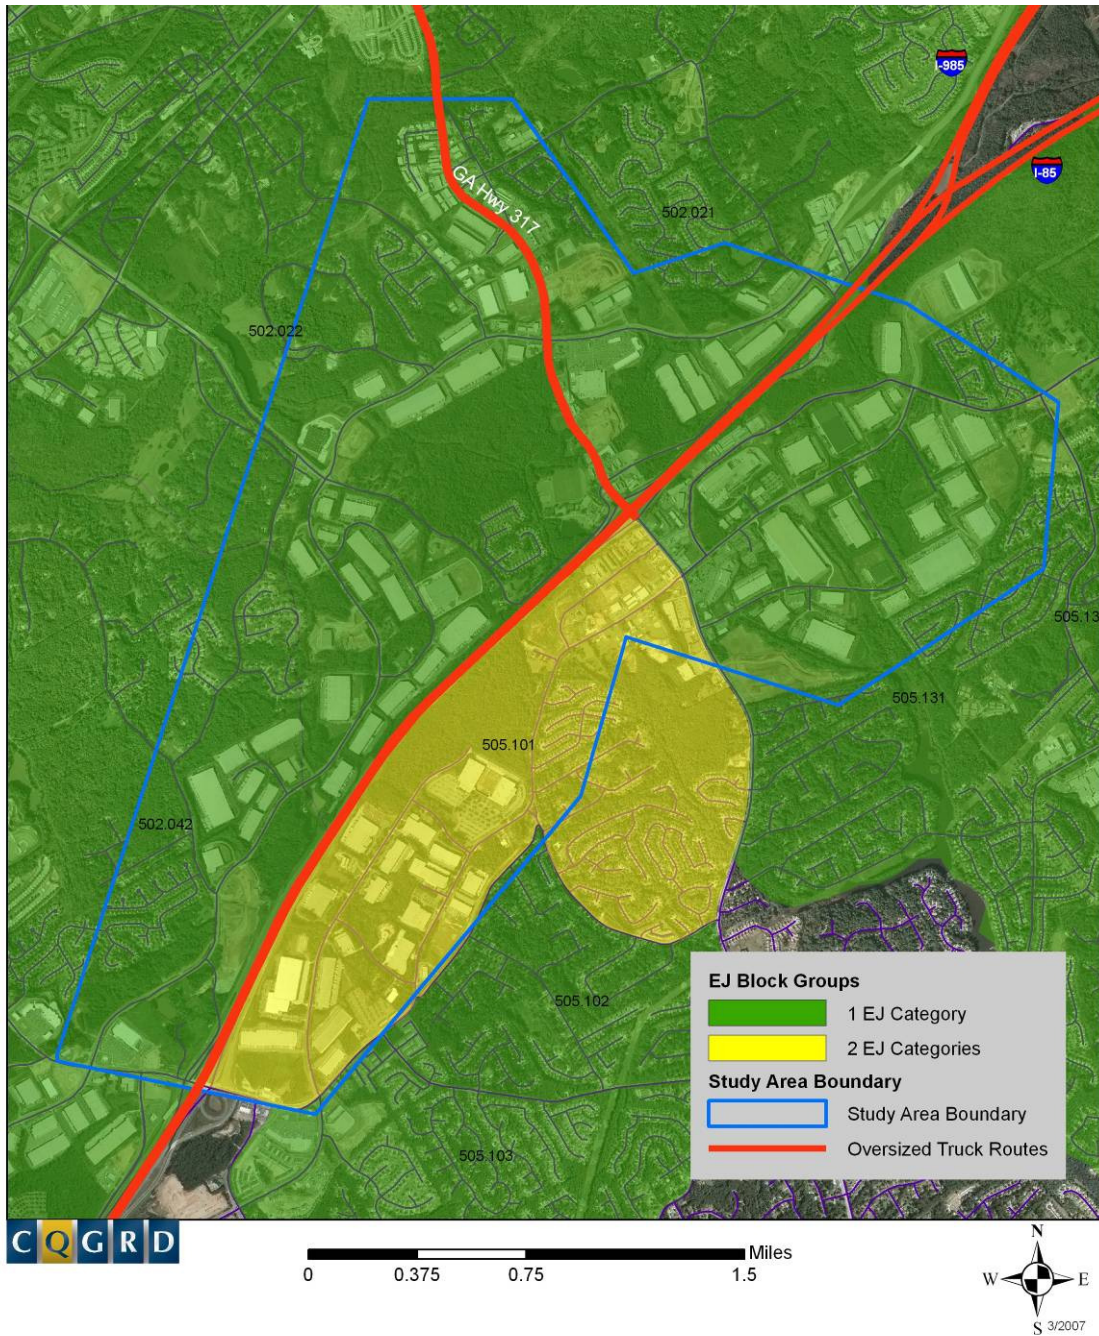 I-985
I-85
GA Hwy 317
502.021
502.022
505.13
505.131
505.101
502.042
505.102
505.103
EJ Block Groups
1 EJ Category
2 EJ Categories
Study Area Boundary
Study Area Boundary
Oversized Truck Routes
CQGRD
Miles
0 0.375 0.75 1.5
N
W E
S 3/2007